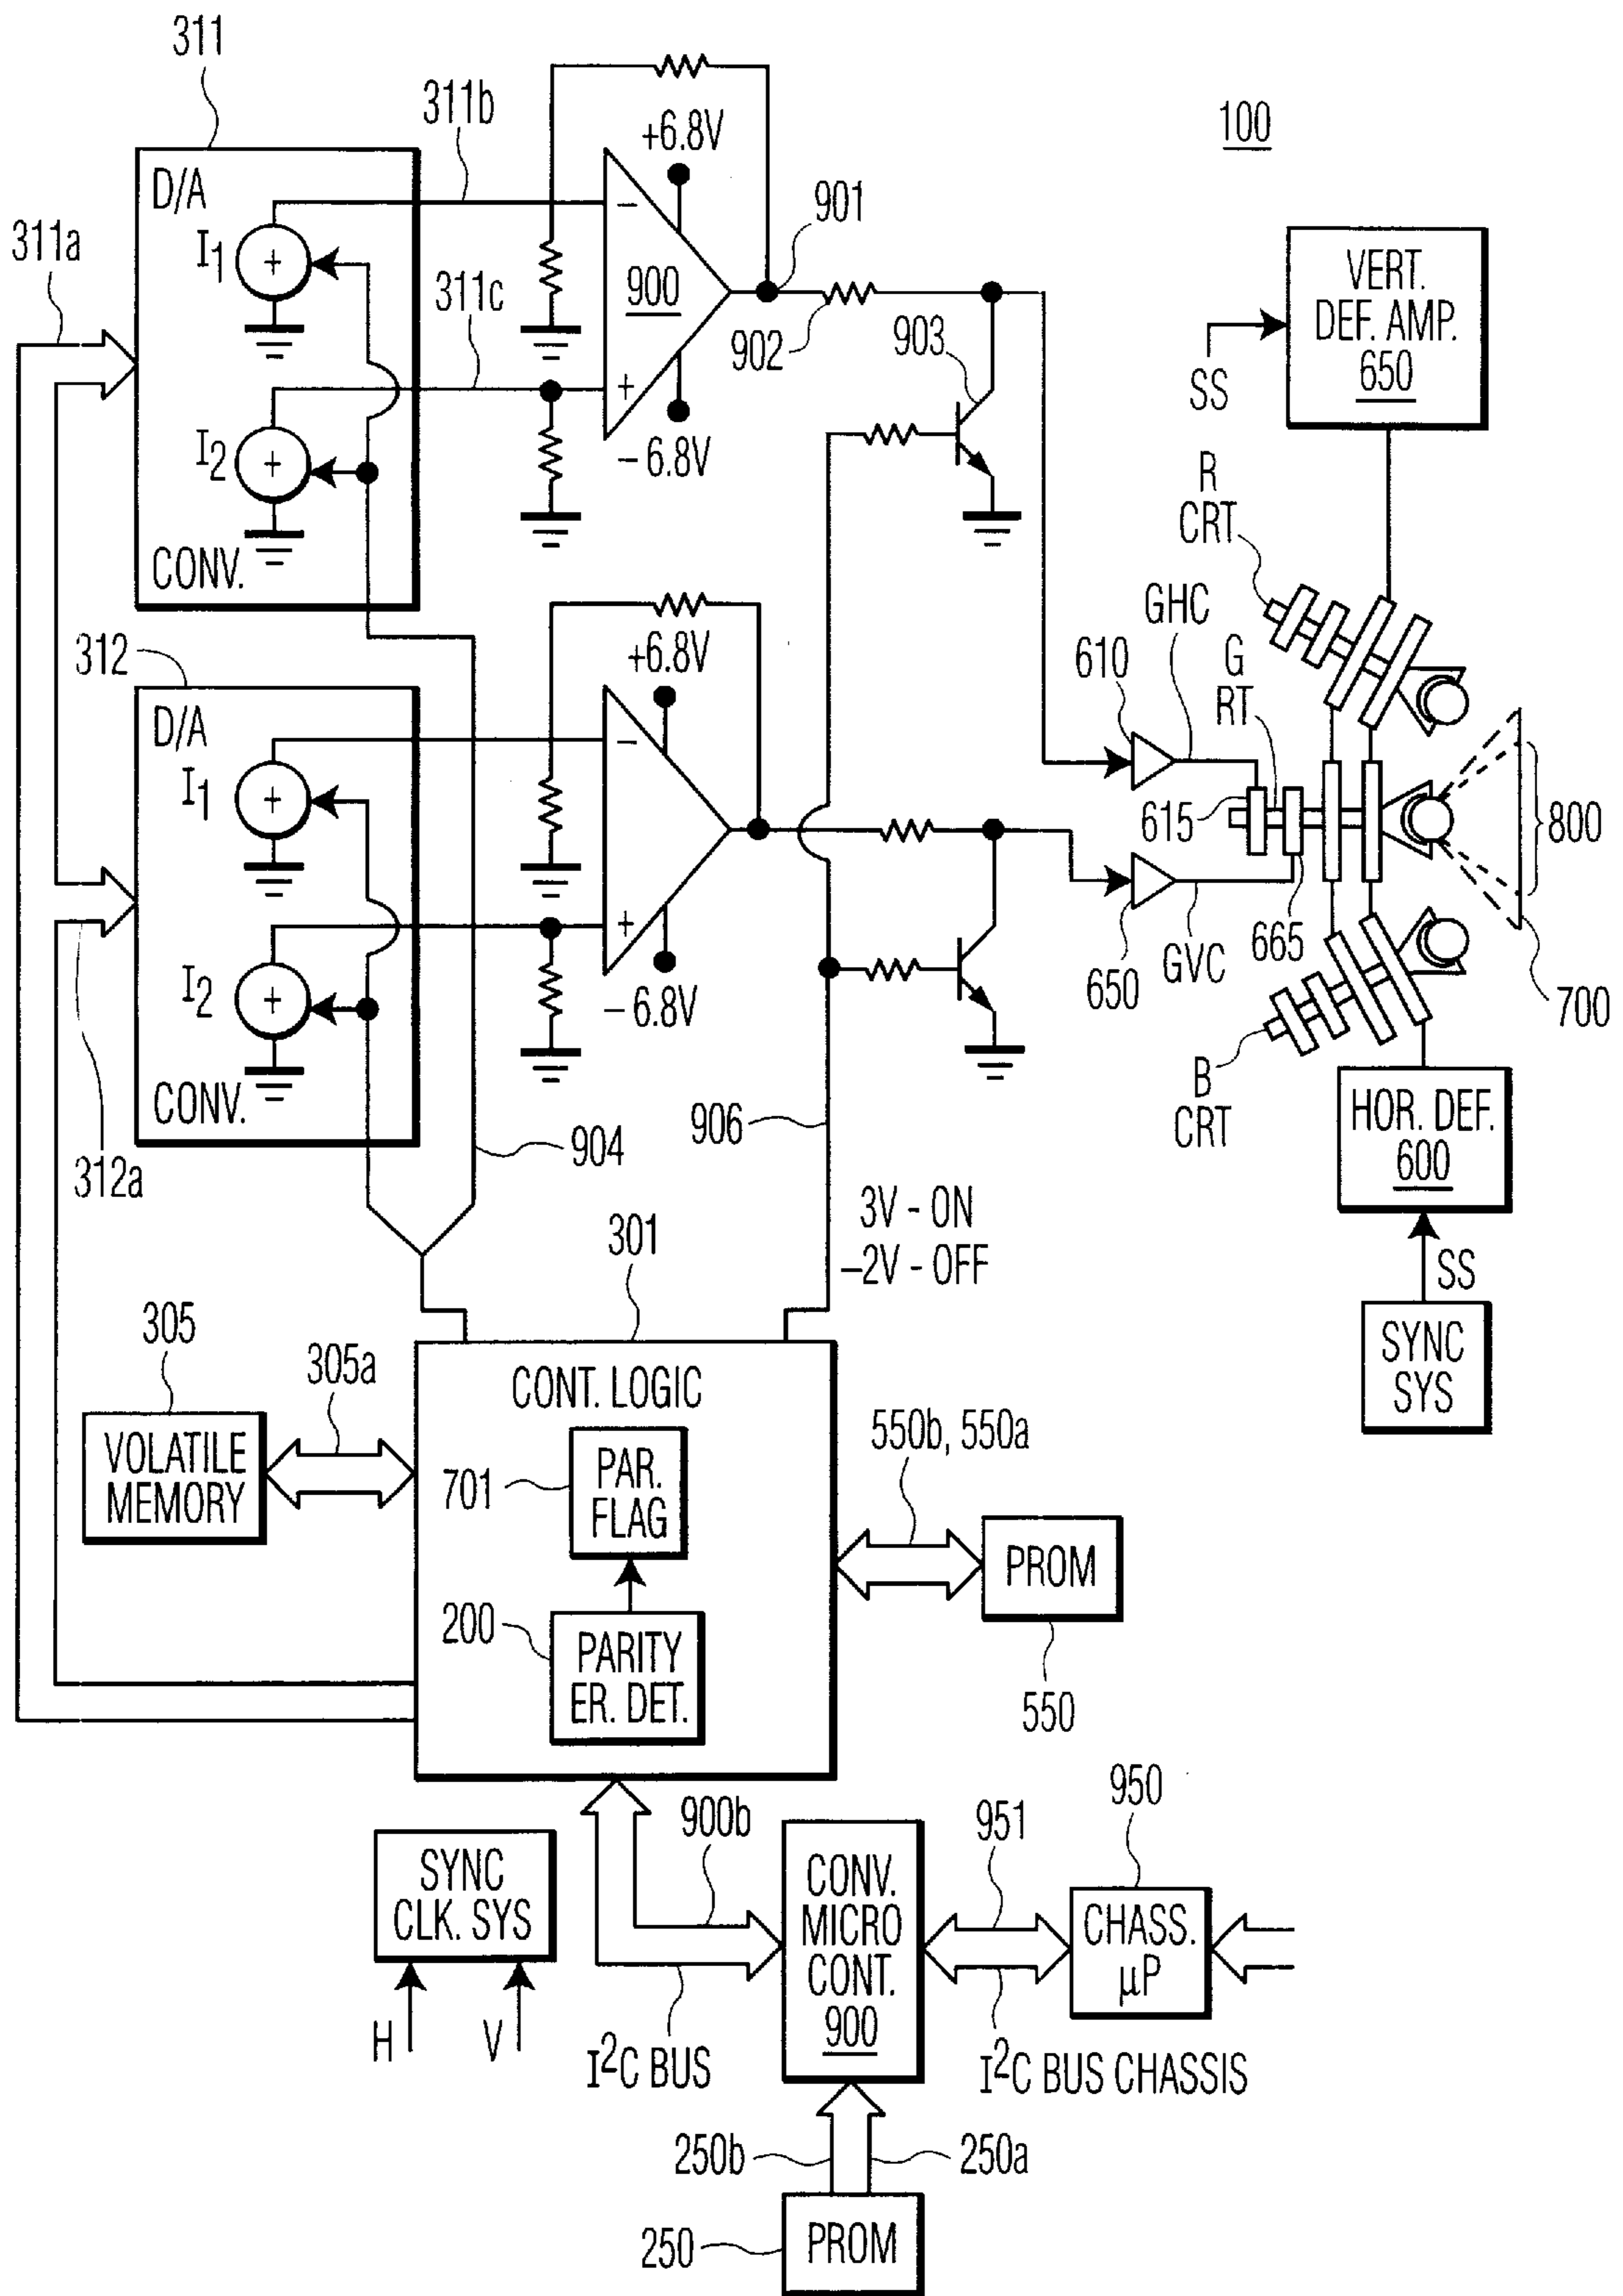 311
D/A
I1
I2
CONV.
311a
311b
311c
+6.8V
-
900
+
- 6.8V
901
902
903
100
VERT.
DEF. AMP.
650
SS
R
CRT
312
D/A
I1
I2
CONV.
312a
+6.8V
-
+
- 6.8V
904
906
3V - ON
-2V - OFF
610
GHC
G
RT
615
650
GVC
665
800
700
B
CRT
HOR. DEF.
600
SS
SYNC
SYS
301
CONT. LOGIC
305
305a
VOLATILE
MEMORY
701
PAR.
FLAG
200
PARITY
ER. DET.
550b, 550a
PROM
550
SYNC
CLK. SYS
H
V
900b
I2C BUS
CONV.
MICRO
CONT.
900
951
950
CHASS.
µP
I2C BUS CHASSIS
250b
250a
250
PROM